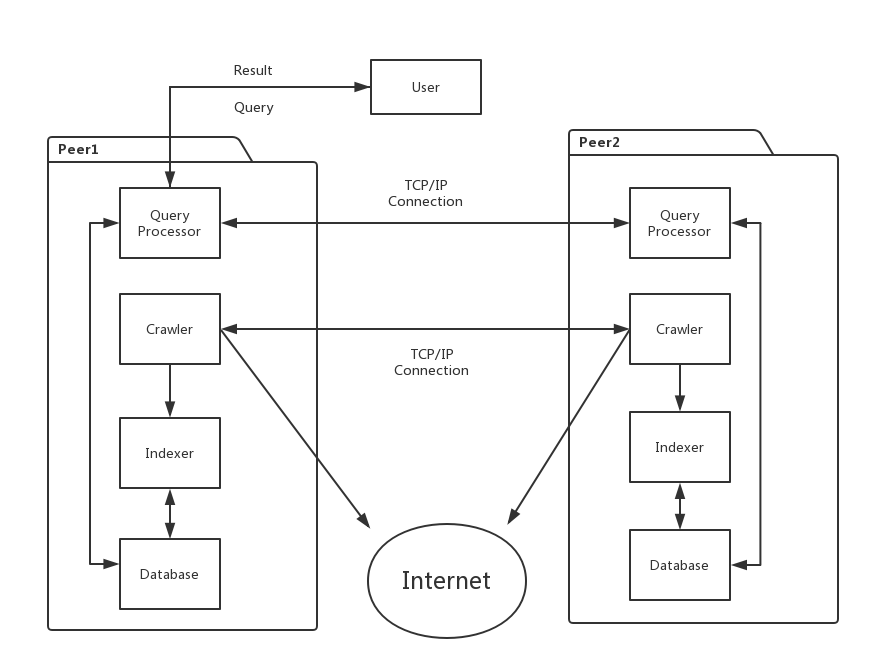 Result
User
Query
Peer1
Peer2
TCP/IP
Connection
Query
Processor
Query
Processor
Crawler
Crawler
TCP/IP
Connection
Indexer
Indexer
Database
Database
Internet